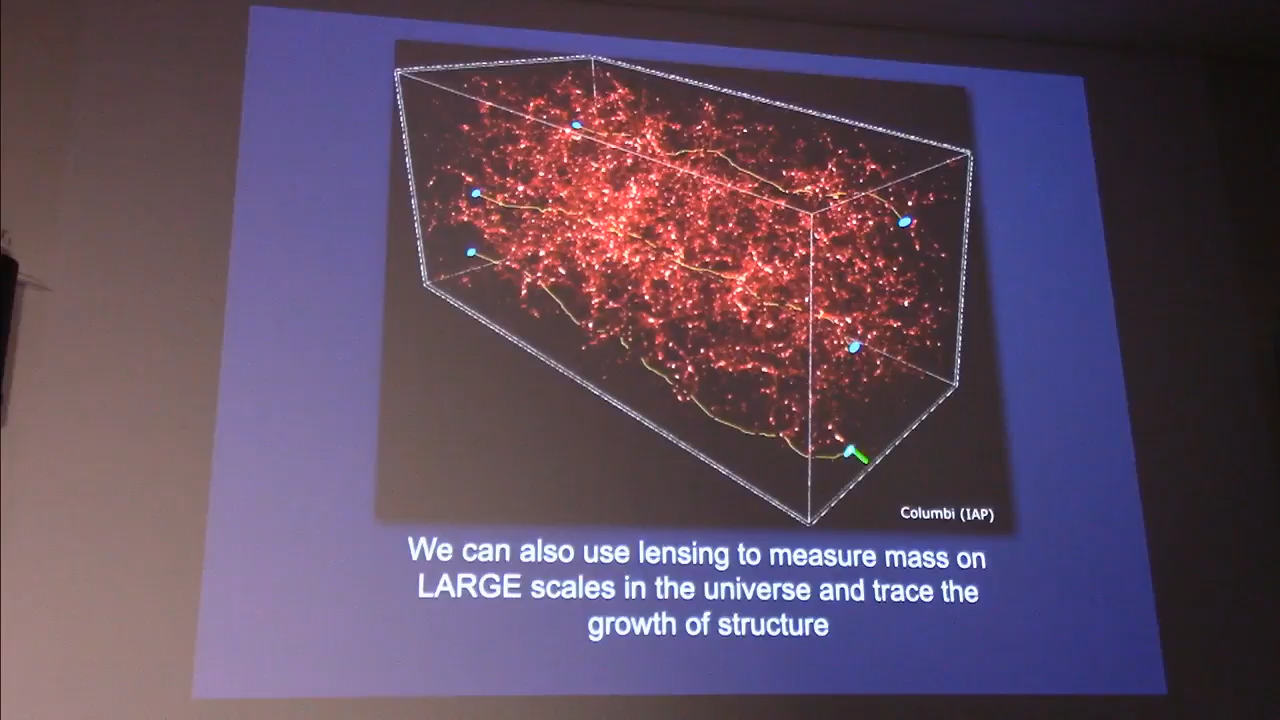 Columbi (IAP)
We can also use lensing to measure mass on
LARGE scales in the universe and trace the
growth of structure